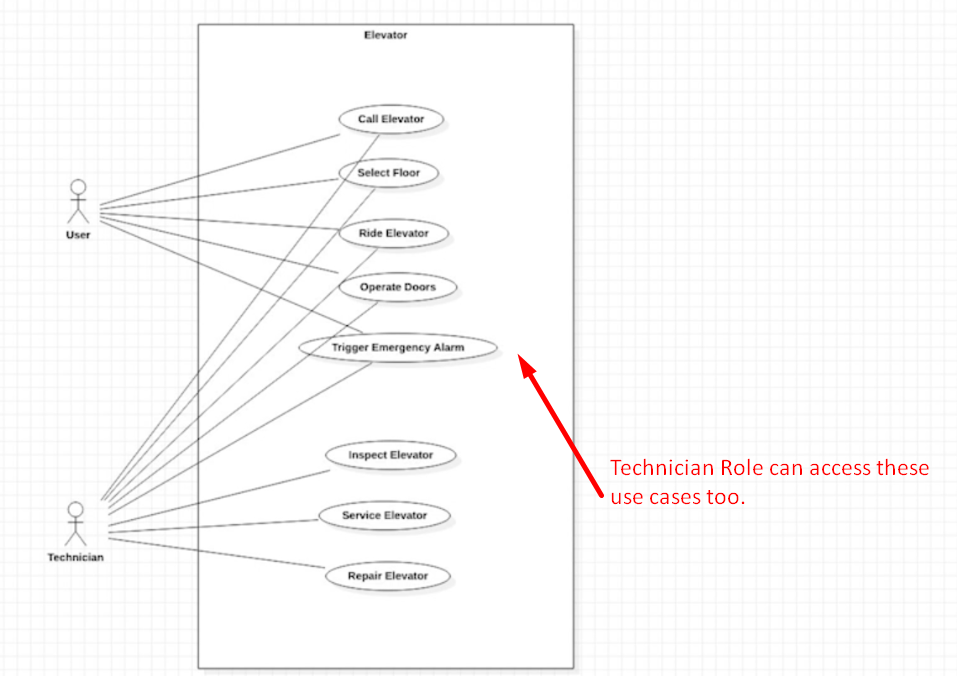 Elevator
Call Elevator
Select Floor
User
Ride Elevator
Operate Doors
Trigger Emergency Alarm
Inspect Elevator
Technician Role can access these
use cases too.
Service Elevator
Technician
Repair Elevator